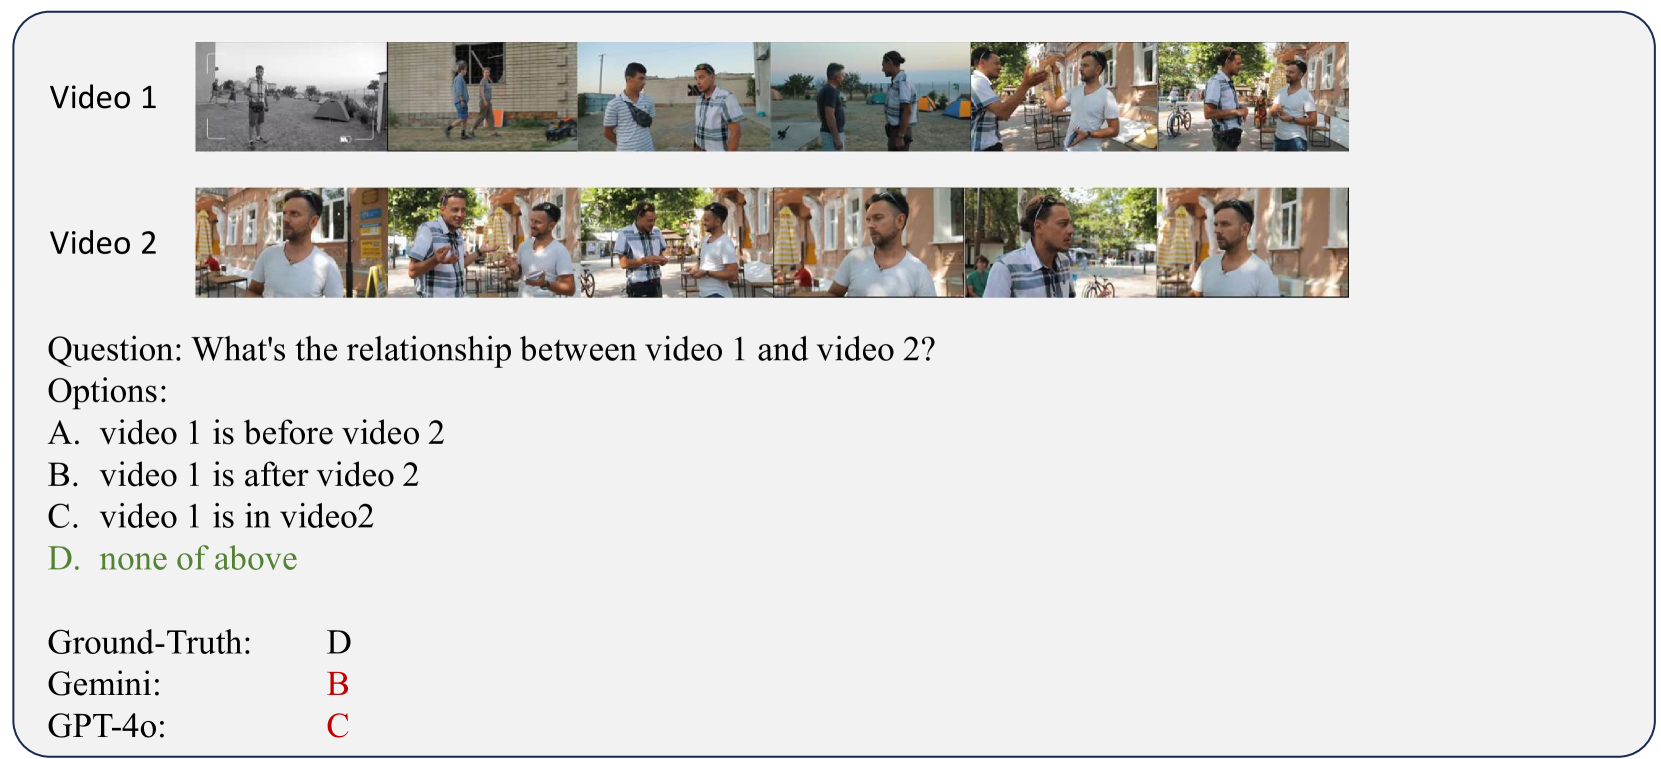 Video 1
Video 2
Question: What's the relationship between video 1 and video 2?
Options:
A. video 1 is before video 2
B. video 1 is after video 2
C. video 1 is in video2
D. none of above
Ground-Truth: D
Gemini: B
GPT-4o: C